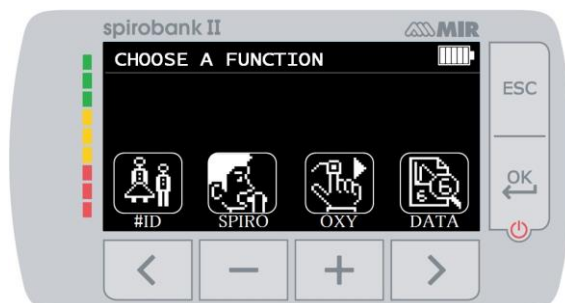 spirobank II
MIR
CHOOSE A FUNCTION
ESC
OK
#ID SPIRO OXY DATA
< − + >